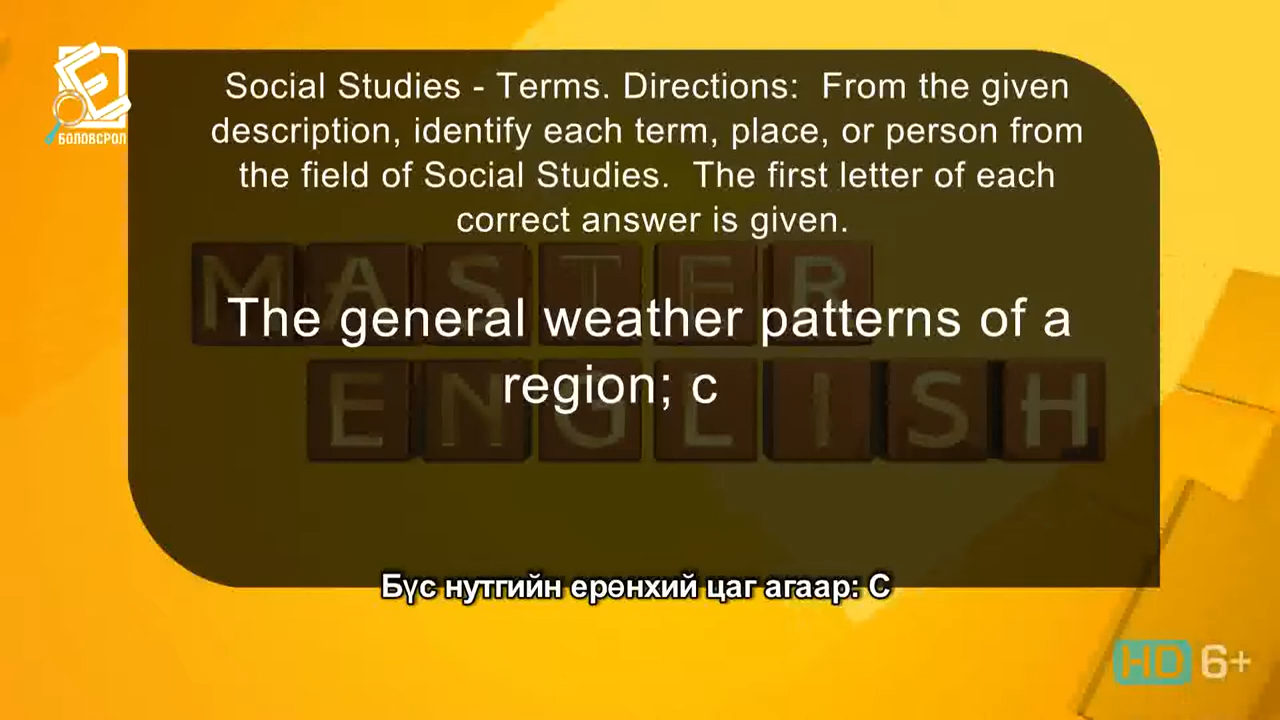 БОЛОВСРОЛ
Social Studies - Terms. Directions:  From the given
description, identify each term, place, or person from
the field of Social Studies.  The first letter of each
correct answer is given.
MASTER
The general weather patterns of a
region; c
ENGLISH
Бүс нутгийн ерөнхий цаг агаар: С
HD 6+